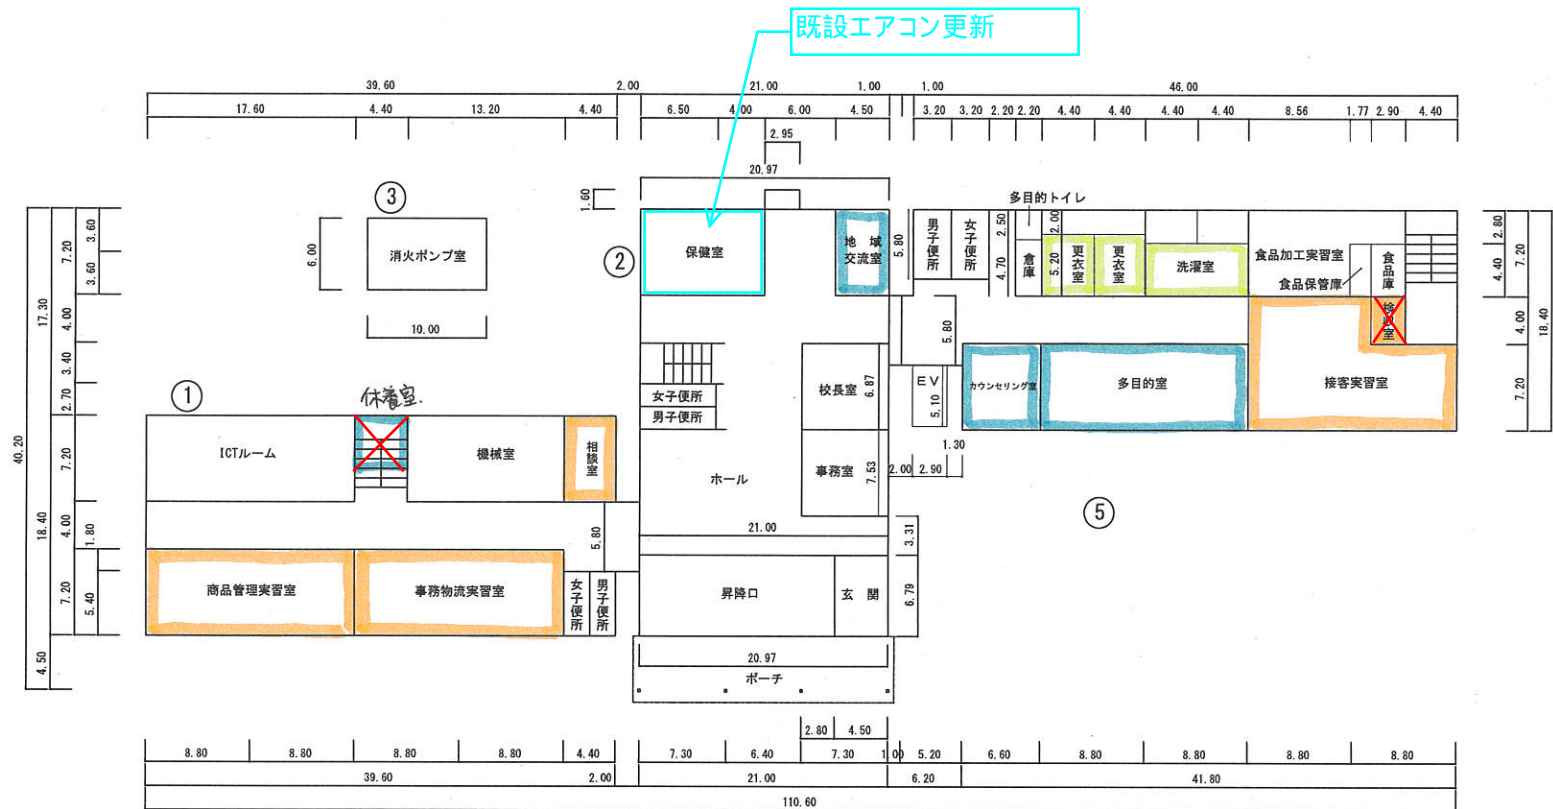 既設エアコン更新
39.60
2.00
21.00
1.00
1.00
46.00
17.60
4.40
13.20
4.40
6.50
4.00
6.00
4.50
3.20
3.20
2.20
2.20
4.40
4.40
4.40
4.40
8.56
1.77
2.90
4.40
2.95
20.97
1.60
③
消火ポンプ室
6.00
10.00
②
保健室
地域
交流室
5.80
男子便所
女子便所
2.50
4.70
多目的トイレ
倉庫
2.00
5.20
更衣室
更衣室
洗濯室
食品加工実習室
食品保管庫
食品庫
検収室
2.80
4.40
7.20
4.00
7.20
18.40
40.20
17.30
18.40
4.50
7.20
4.00
3.40
2.70
7.20
4.00
7.20
3.60
3.60
1.80
5.40
5.80
女子便所
男子便所
校長室
6.87
EV
5.10
カウンセリング室
多目的室
接客実習室
①
休養室.
ICTルーム
機械室
相談室
ホール
事務室
7.53
1.30
2.00
2.90
⑤
21.00
3.31
5.80
商品管理実習室
事務物流実習室
女子便所
男子便所
昇降口
玄関
6.79
20.97
ポーチ
2.80
4.50
8.80
8.80
8.80
8.80
4.40
7.30
6.40
7.30
1.00
5.20
6.60
8.80
8.80
8.80
8.80
39.60
2.00
21.00
6.20
41.80
110.60